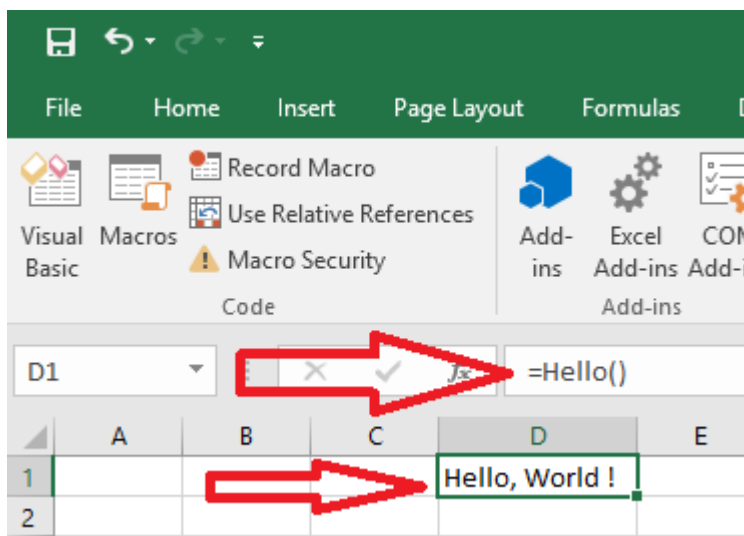 File Home Insert Page Layout Formulas
Record Macro
Use Relative References
Visual Basic
Macros
Macro Security
Add-ins
Excel Add-ins
Code
Add-ins
D1
fx =Hello()
A B C D E
1 Hello, World !
2